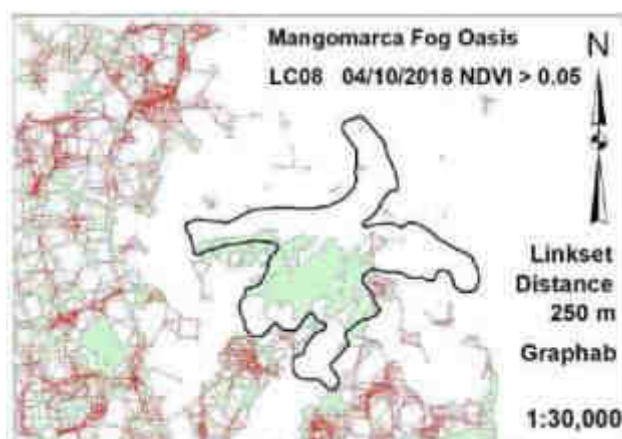 Mangomarca Fog Oasis
LC08 04/10/2018 NDVI > 0.05
N
Linkset
Distance
250 m
Graphab
1:30,000